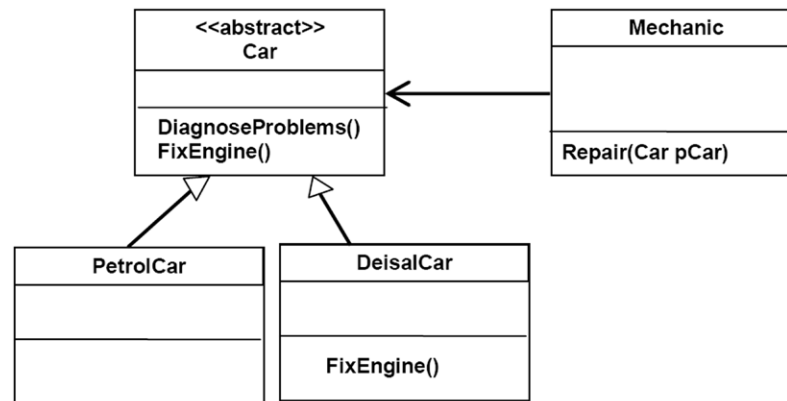 <<abstract>>
Car
DiagnoseProblems()
FixEngine()
Mechanic
Repair(Car pCar)
PetrolCar
DeisalCar
FixEngine()